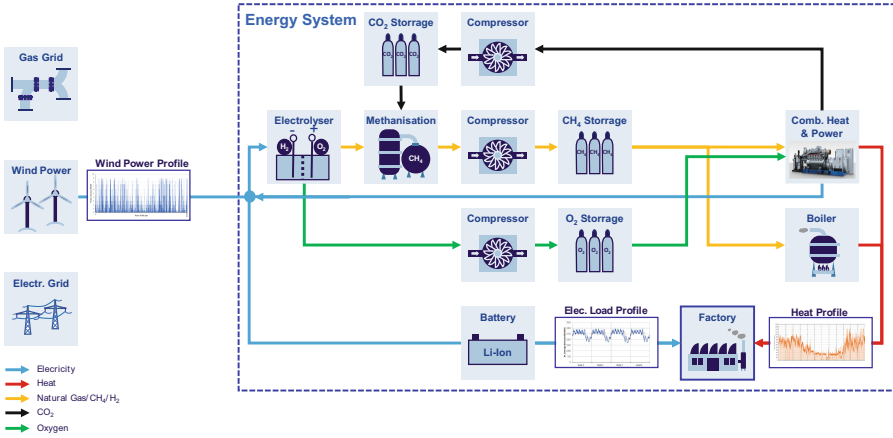 Energy System
CO₂ Storrage
Compressor
CO₂ CO₂ CO₂
Gas Grid
Electrolyser
Methanisation
Compressor
CH₄ Storrage
Comb. Heat
& Power
- +
H₂ O₂
CH₄
CH₄ CH₄ CH₄
Wind Power
Wind Power Profile
Compressor
O₂ Storrage
Boiler
O₂ O₂ O₂
Electr. Grid
Battery
Elec. Load Profile
Factory
Heat Profile
Li-Ion
Elecricity
Heat
Natural Gas/CH₄/H₂
CO₂
Oxygen